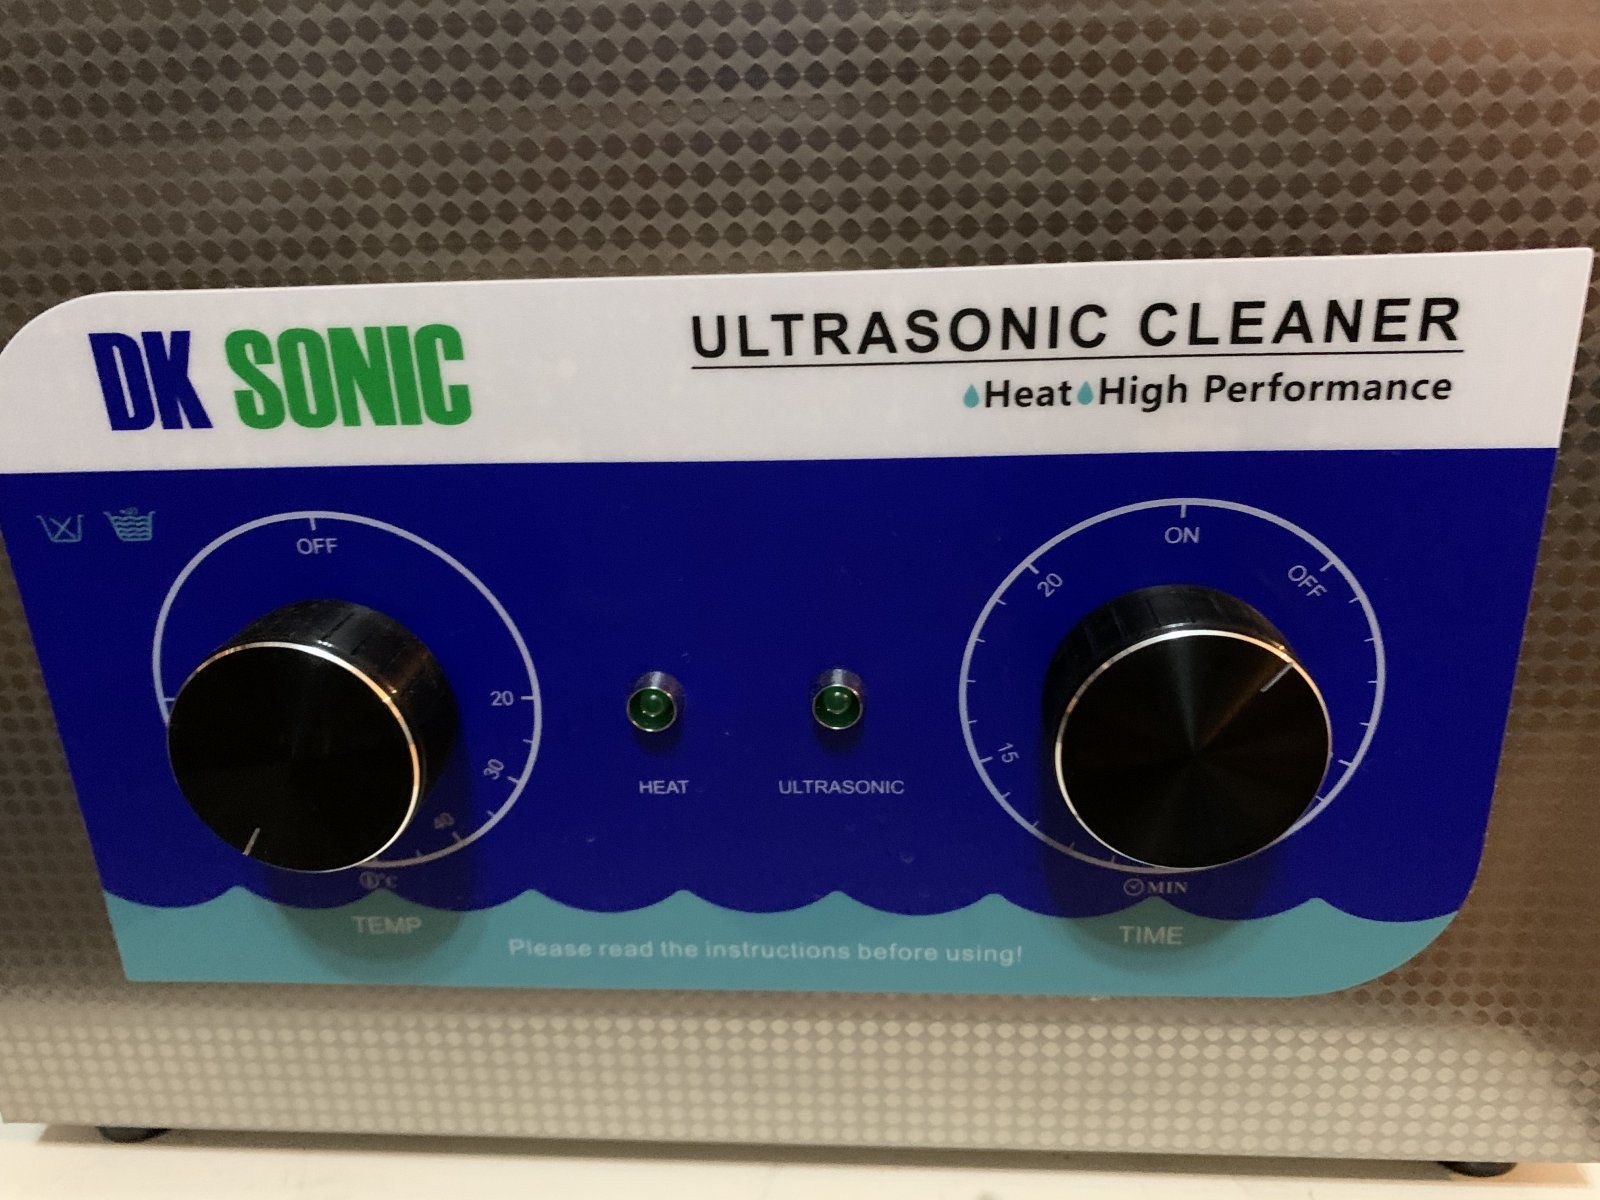 DK SONIC
ULTRASONIC CLEANER
Heat High Performance
OFF
20
30
40
°C
TEMP
HEAT
ULTRASONIC
ON
OFF
20
15
MIN
TIME
Please read the instructions before using!